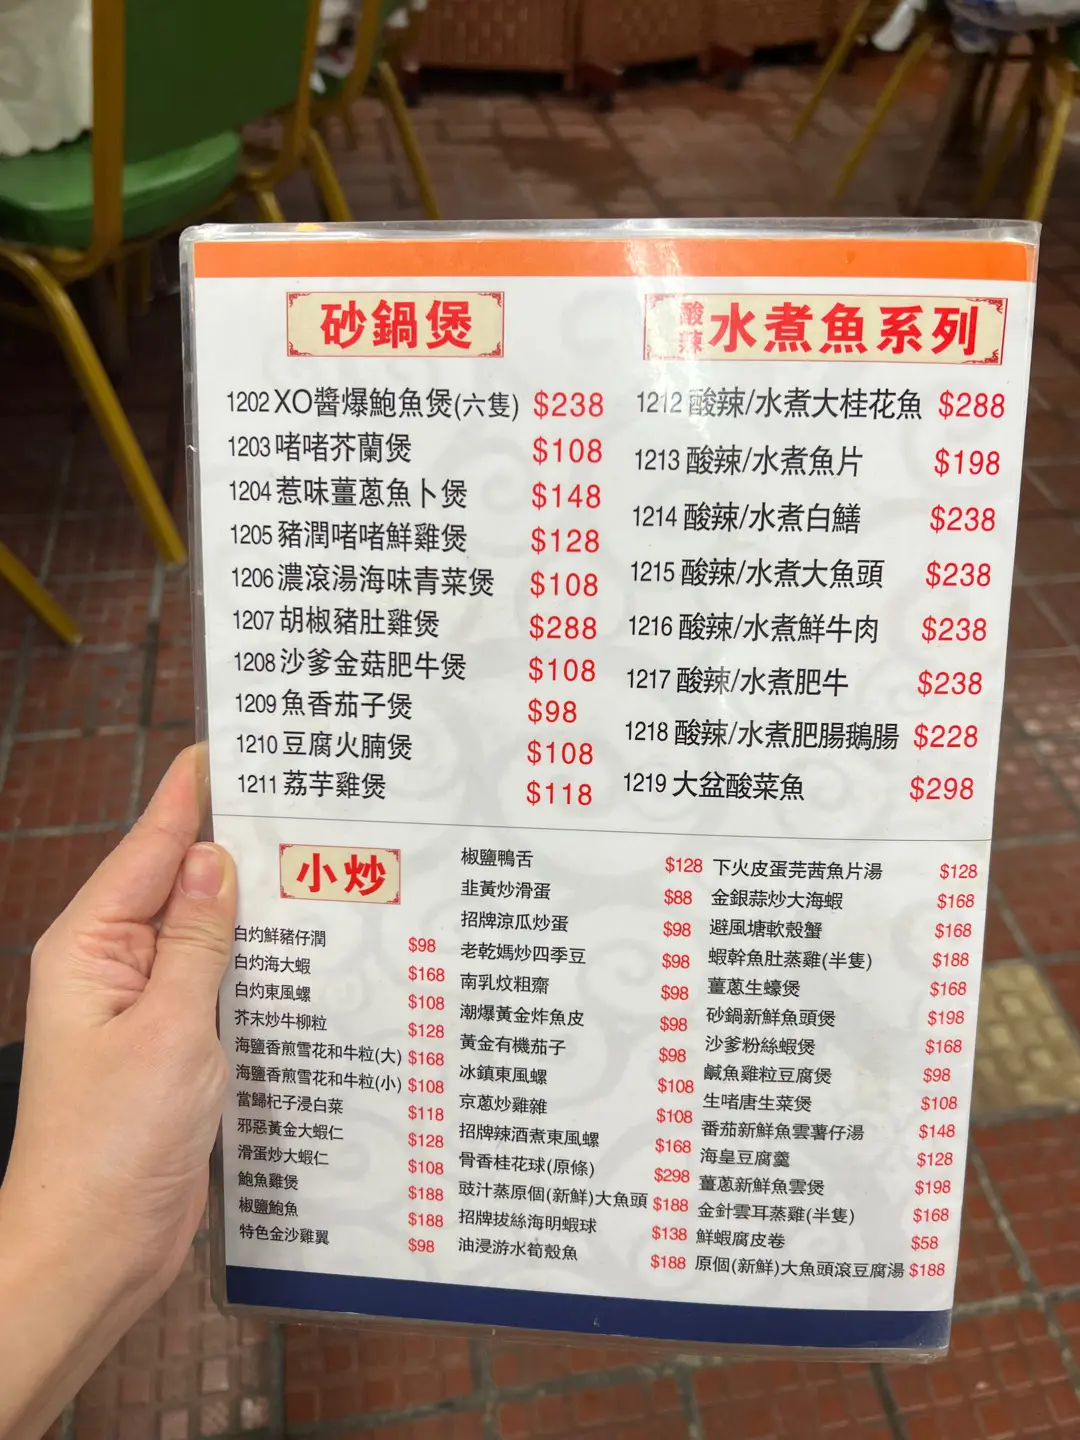 砂鍋煲
1202 XO醬爆鮑魚煲(六隻) $238
1203 啫啫芥蘭煲 $108
1204 惹味薑蔥魚卜煲 $148
1205 豬潤啫啫鮮雞煲 $128
1206 濃滾湯海味青菜煲 $108
1207 胡椒豬肚雞煲 $288
1208 沙爹金菇肥牛煲 $108
1209 魚香茄子煲 $98
1210 豆腐火腩煲 $108
1211 荔芋雞煲 $118
酸辣水煮魚系列
1212 酸辣/水煮大桂花魚 $288
1213 酸辣/水煮魚片 $198
1214 酸辣/水煮白鱔 $238
1215 酸辣/水煮大魚頭 $238
1216 酸辣/水煮鮮牛肉 $238
1217 酸辣/水煮肥牛 $238
1218 酸辣/水煮肥腸鵝腸 $228
1219 大盆酸菜魚 $298
小炒
白灼鮮豬仔潤 $98
白灼海大蝦 $168
白灼東風螺 $108
芥末炒牛柳粒 $128
海鹽香煎雪花和牛粒(大) $168
海鹽香煎雪花和牛粒(小) $108
當歸杞子浸白菜 $118
邪惡黃金大蝦仁 $128
滑蛋炒大蝦仁 $108
鮑魚雞煲 $188
椒鹽鮑魚 $188
特色金沙雞翼 $98
椒鹽鴨舌 $128
韭黃炒滑蛋 $88
招牌涼瓜炒蛋 $98
老乾媽炒四季豆 $98
南乳炆粗齋 $98
潮爆黃金炸魚皮 $98
黃金有機茄子 $98
冰鎮東風螺 $108
京蔥炒雞雜 $108
招牌辣酒煮東風螺 $168
骨香桂花球(原條) $298
豉汁蒸原個(新鮮)大魚頭 $188
招牌拔絲海明蝦球 $138
油浸游水筍殼魚 $188
下火皮蛋芫茜魚片湯 $128
金銀蒜炒大海蝦 $168
避風塘軟殼蟹 $168
蝦幹魚肚蒸雞(半隻) $188
薑蔥生蠔煲 $168
砂鍋新鮮魚頭煲 $198
沙爹粉絲蝦煲 $168
鹹魚雞粒豆腐煲 $98
生啫唐生菜煲 $108
番茄新鮮魚雲薯仔湯 $148
海皇豆腐羹 $128
薑蔥新鮮魚雲煲 $198
金針雲耳蒸雞(半隻) $168
鮮蝦腐皮卷 $58
原個(新鮮)大魚頭滾豆腐湯 $188